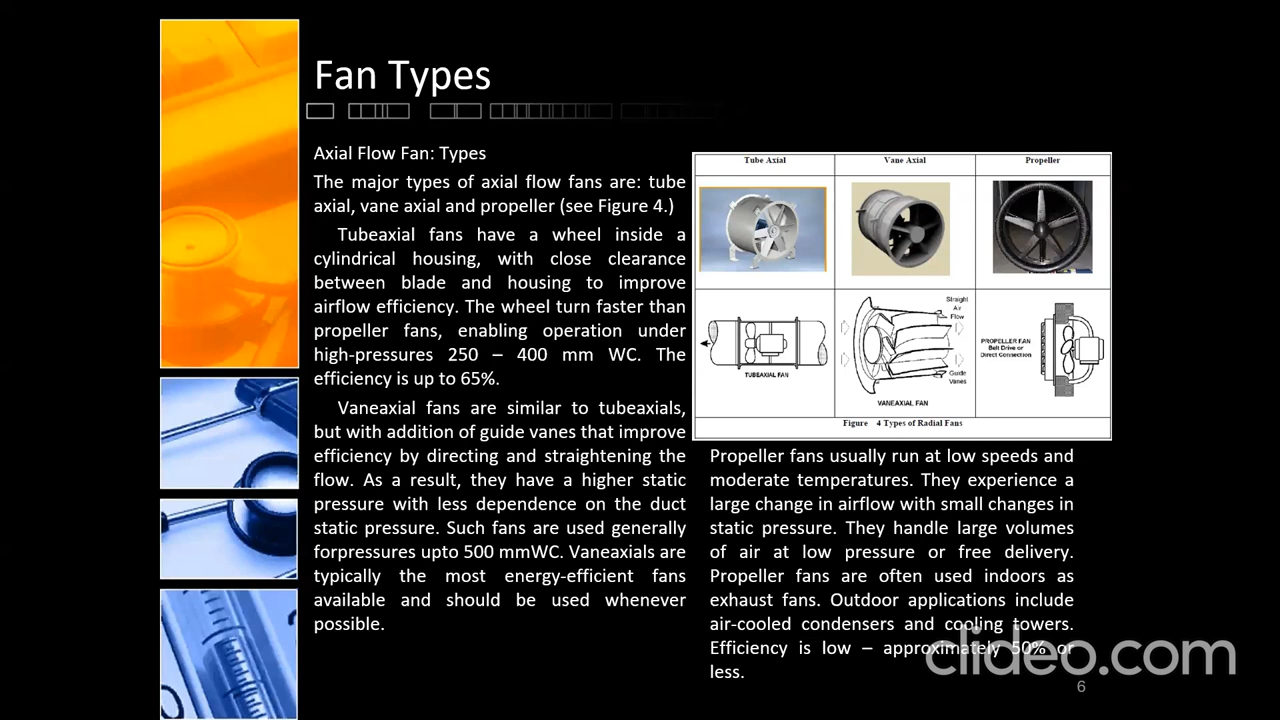 Fan Types
Axial Flow Fan: Types
The major types of axial flow fans are: tube
axial, vane axial and propeller (see Figure 4.)
Tubeaxial fans have a wheel inside a
cylindrical housing, with close clearance
between blade and housing to improve
airflow efficiency. The wheel turn faster than
propeller fans, enabling operation under
high-pressures 250 – 400 mm WC. The
efficiency is up to 65%.
Vaneaxial fans are similar to tubeaxials,
but with addition of guide vanes that improve
efficiency by directing and straightening the
flow. As a result, they have a higher static
pressure with less dependence on the duct
static pressure. Such fans are used generally
forpressures upto 500 mmWC. Vaneaxials are
typically the most energy-efficient fans
available and should be used whenever
possible.
Tube Axial
Vane Axial
Propeller
TUBEAXIAL FAN
Straight
Air
Flow
Guide
Vanes
VANEAXIAL FAN
PROPELLER FAN
Belt Drive or
Direct Connection
Figure 4 Types of Radial Fans
Propeller fans usually run at low speeds and
moderate temperatures. They experience a
large change in airflow with small changes in
static pressure. They handle large volumes
of air at low pressure or free delivery.
Propeller fans are often used indoors as
exhaust fans. Outdoor applications include
air-cooled condensers and cooling towers.
Efficiency is low – approximately 50% or
less.
clideo.com
6